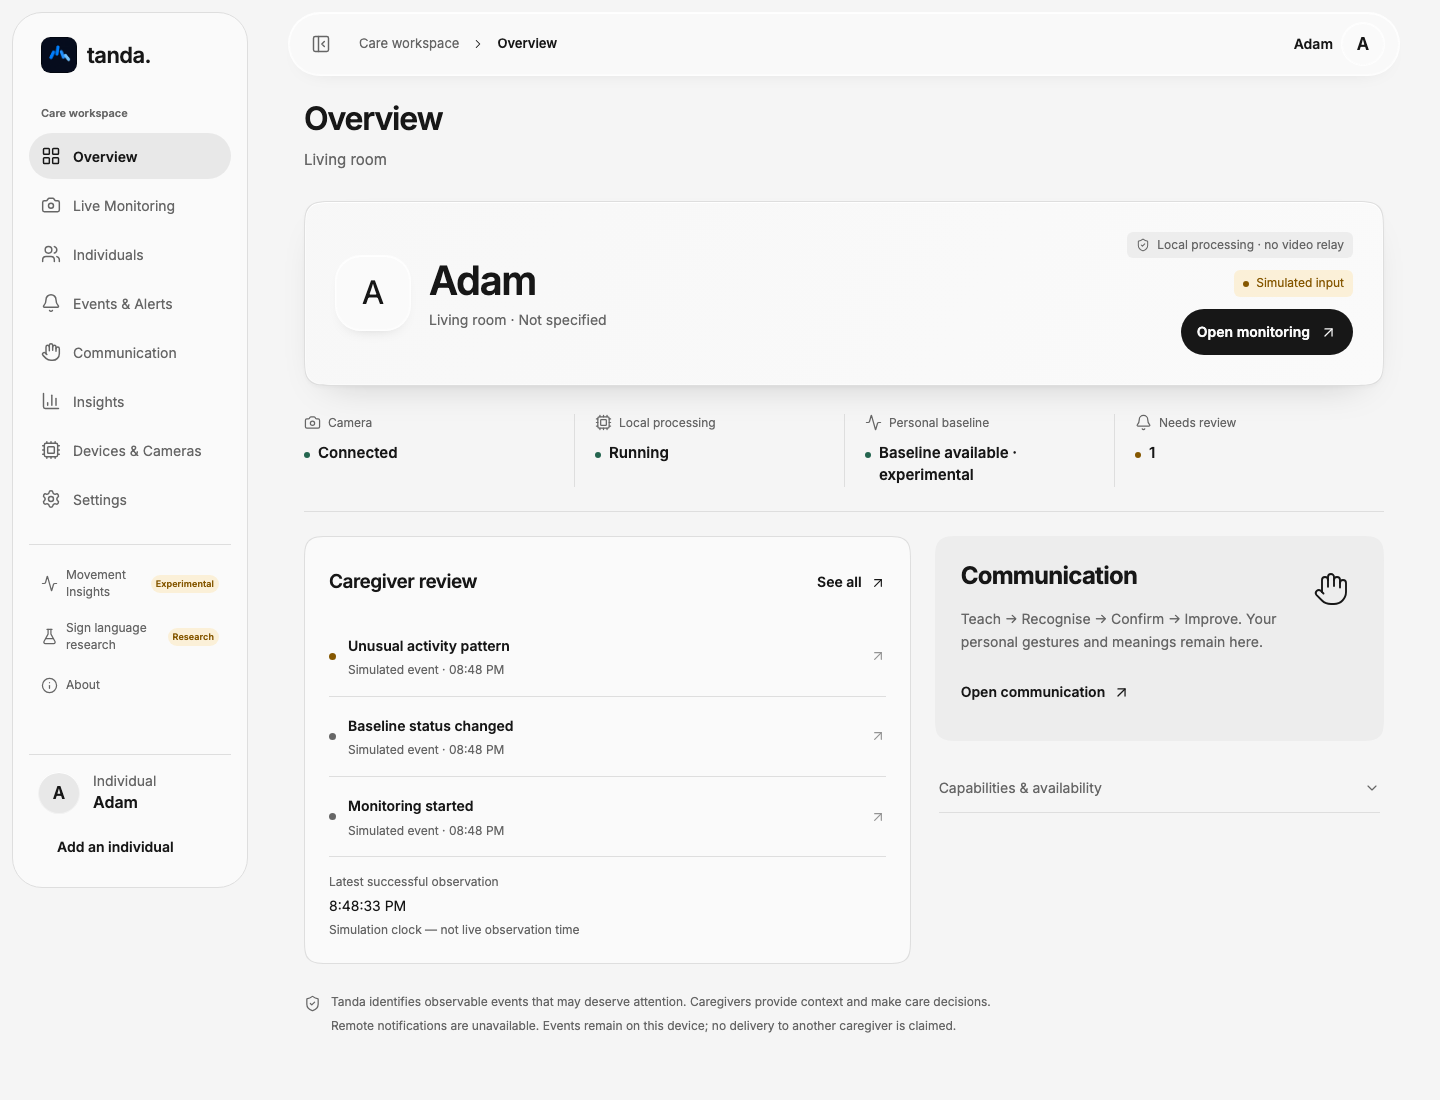 tanda.
Care workspace
Overview
Live Monitoring
Individuals
Events & Alerts
Communication
Insights
Devices & Cameras
Settings
Movement
Insights
Experimental
Sign language
research
Research
About
A
Individual
Adam
Add an individual
Care workspace > Overview
Adam A
Overview
Living room
A
Adam
Living room · Not specified
Local processing · no video relay
Simulated input
Open monitoring
Camera
Connected
Local processing
Running
Personal baseline
Baseline available ·
experimental
Needs review
1
Caregiver review
See all
Unusual activity pattern
Simulated event · 08:48 PM
Baseline status changed
Simulated event · 08:48 PM
Monitoring started
Simulated event · 08:48 PM
Latest successful observation
8:48:33 PM
Simulation clock — not live observation time
Communication
Teach → Recognise → Confirm → Improve. Your
personal gestures and meanings remain here.
Open communication
Capabilities & availability
Tanda identifies observable events that may deserve attention. Caregivers provide context and make care decisions.
Remote notifications are unavailable. Events remain on this device; no delivery to another caregiver is claimed.